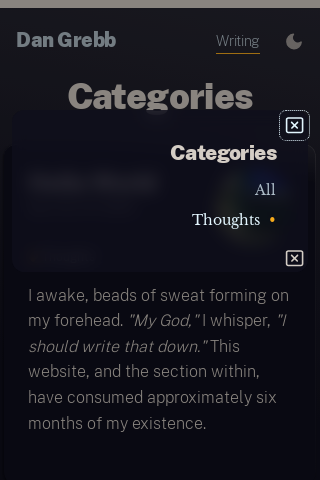 Dan Grebb
Writing
Categories
Categories
All
Thoughts
I awake, beads of sweat forming on
my forehead. "My God," I whisper, "I
should write that down." This
website, and the section within,
have consumed approximately six
months of my existence.